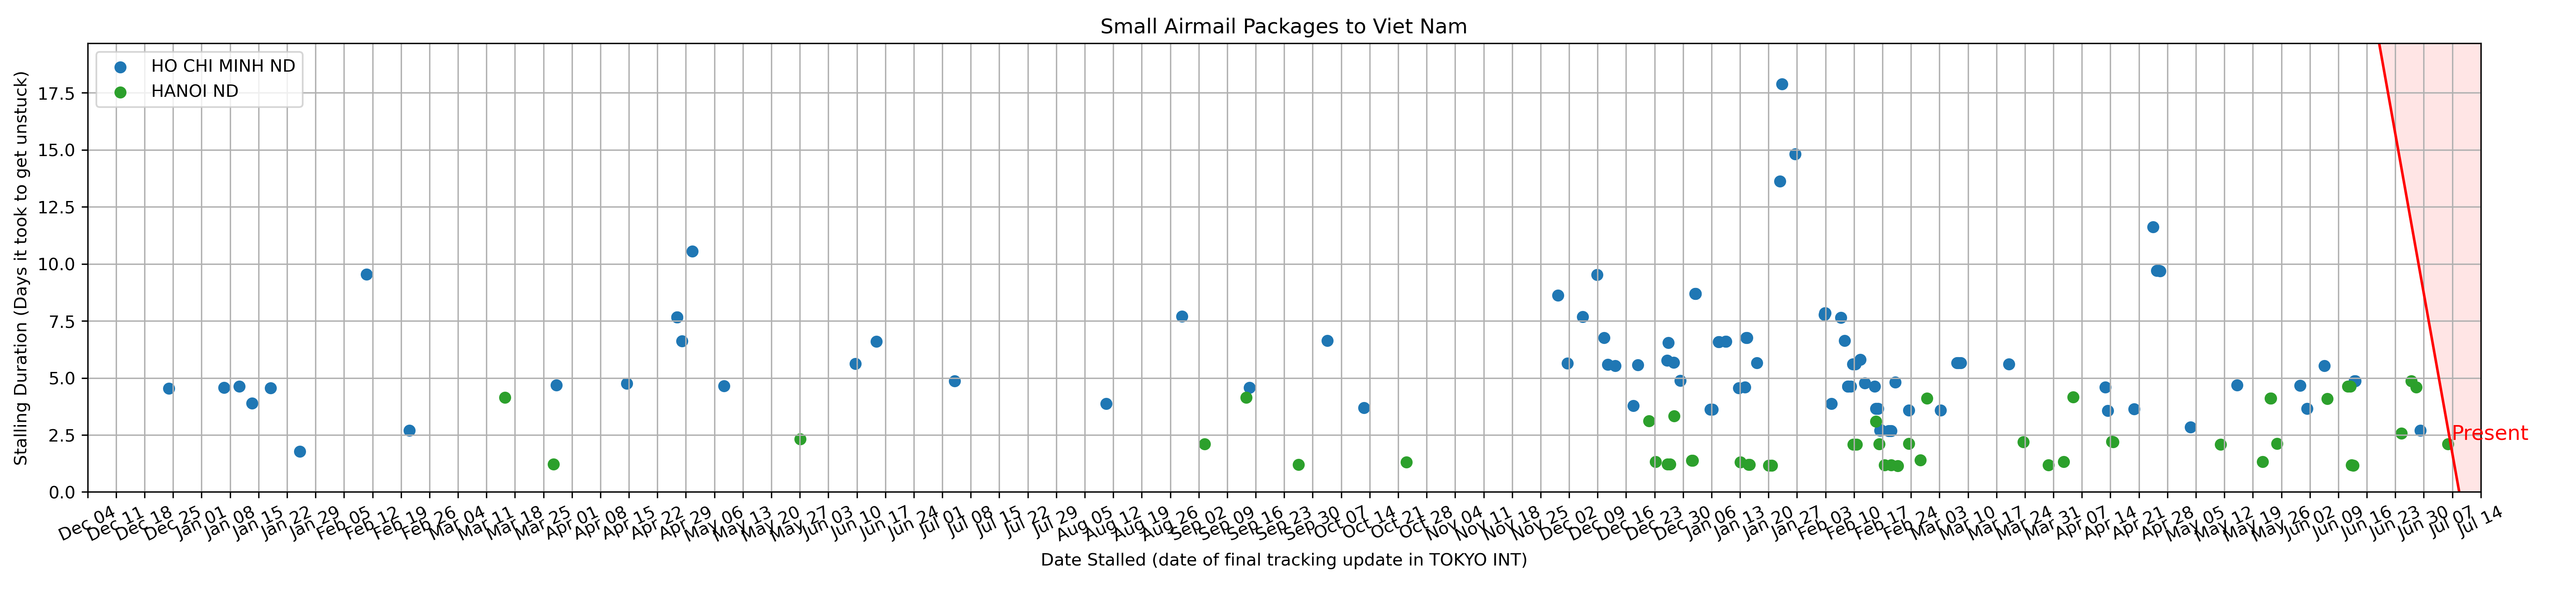 Small Airmail Packages to Viet Nam
HO CHI MINH ND
HANOI ND
Stalling Duration (Days it took to get unstuck)
17.5
15.0
12.5
10.0
7.5
5.0
2.5
0.0
Present
Dec 04
Dec 11
Dec 18
Dec 25
Jan 01
Jan 08
Jan 15
Jan 22
Jan 29
Feb 05
Feb 12
Feb 19
Feb 26
Mar 04
Mar 11
Mar 18
Mar 25
Apr 01
Apr 08
Apr 15
Apr 22
Apr 29
May 06
May 13
May 20
May 27
Jun 03
Jun 10
Jun 17
Jun 24
Jul 01
Jul 08
Jul 15
Jul 22
Jul 29
Aug 05
Aug 12
Aug 19
Aug 26
Sep 02
Sep 09
Sep 16
Sep 23
Sep 30
Oct 07
Oct 14
Oct 21
Oct 28
Nov 04
Nov 11
Nov 18
Nov 25
Dec 02
Dec 09
Dec 16
Dec 23
Dec 30
Jan 06
Jan 13
Jan 20
Jan 27
Feb 03
Feb 10
Feb 17
Feb 24
Mar 03
Mar 10
Mar 17
Mar 24
Mar 31
Apr 07
Apr 14
Apr 21
Apr 28
May 05
May 12
May 19
May 26
Jun 02
Jun 09
Jun 16
Jun 23
Jun 30
Jul 07
Jul 14
Date Stalled (date of final tracking update in TOKYO INT)